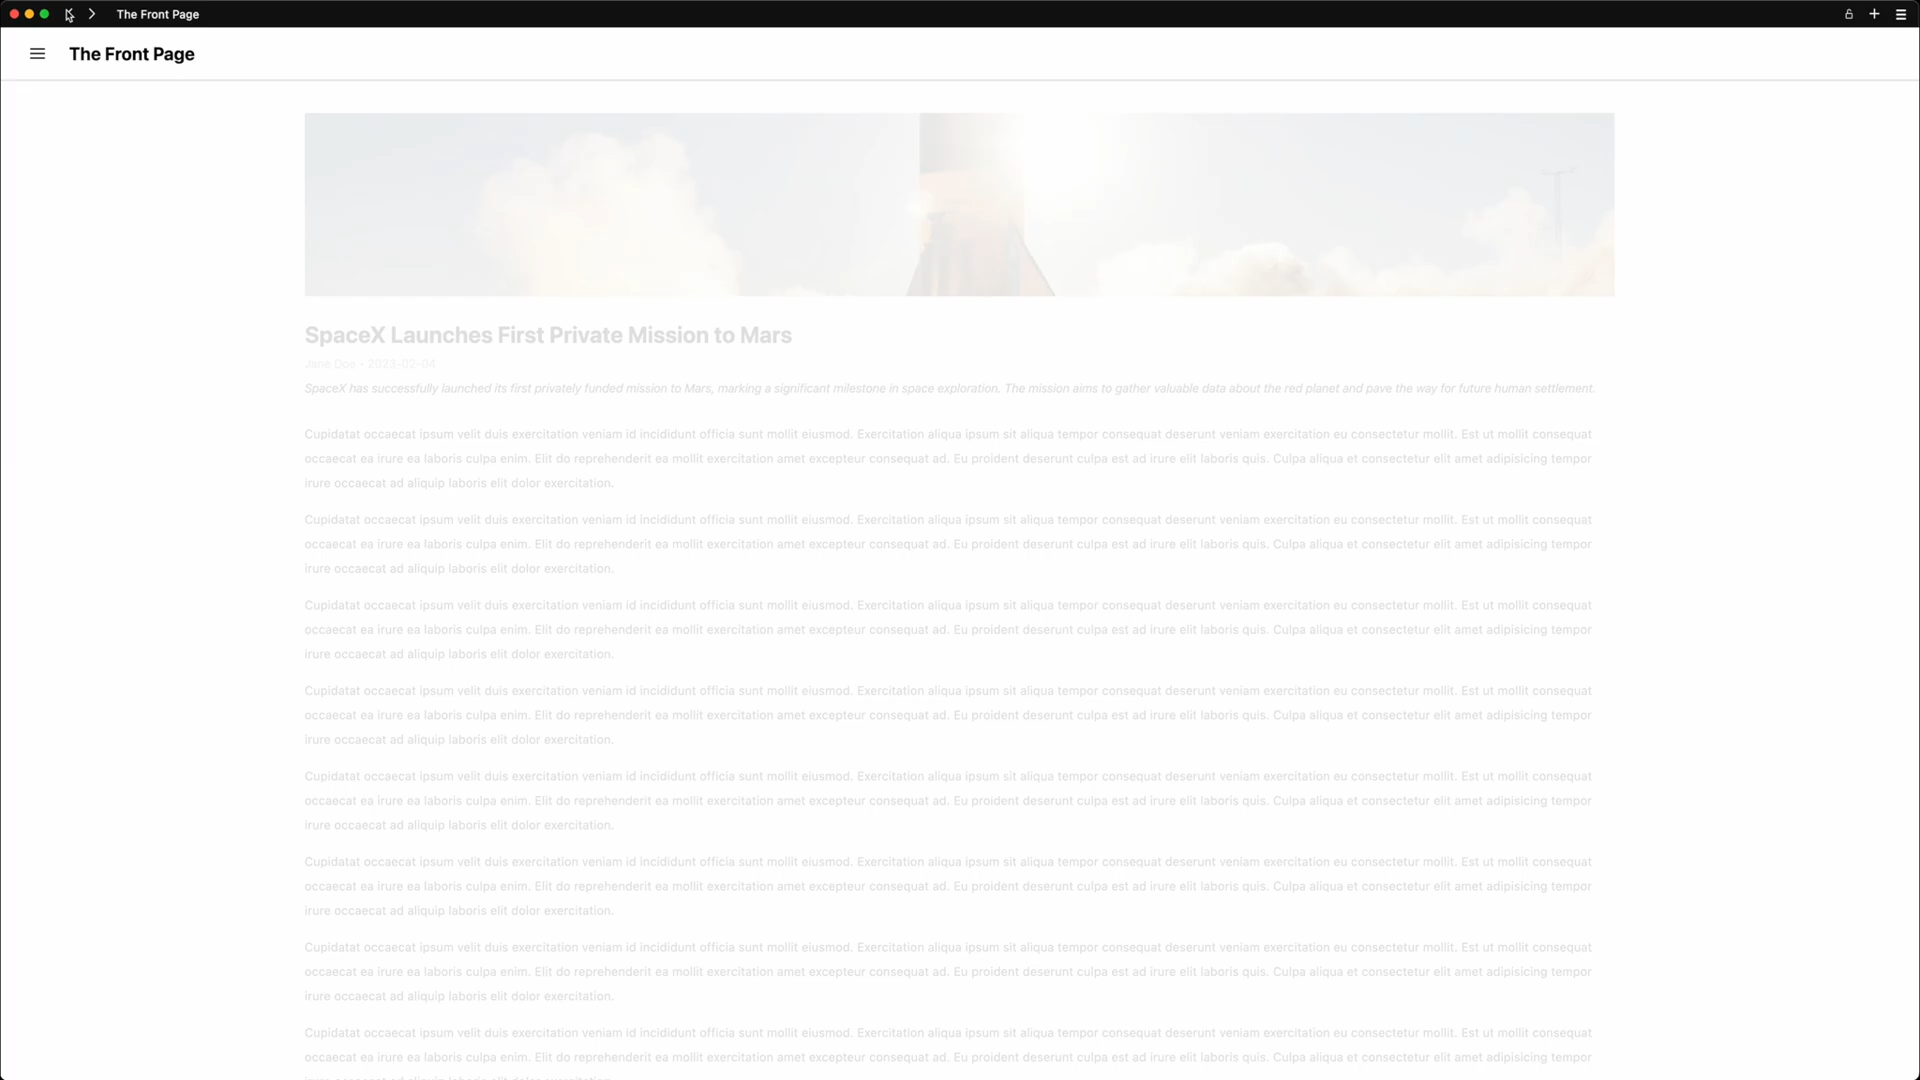 The Front Page
The Front Page
SpaceX Launches First Private Mission to Mars
Jane Doe - 2023-02-04
SpaceX has successfully launched its first privately funded mission to Mars, marking a significant milestone in space exploration. The mission aims to gather valuable data about the red planet and pave the way for future human settlement.
Cupidatat occaecat ipsum velit duis exercitation veniam id incididunt officia sunt mollit eiusmod. Exercitation aliqua ipsum sit aliqua tempor consequat deserunt veniam exercitation eu consectetur mollit. Est ut mollit consequat
occaecat ea irure ea laboris culpa enim. Elit do reprehenderit ea mollit exercitation amet excepteur consequat ad. Eu proident deserunt culpa est ad irure elit laboris quis. Culpa aliqua et consectetur elit amet adipisicing tempor
irure occaecat ad aliquip laboris elit dolor exercitation.
Cupidatat occaecat ipsum velit duis exercitation veniam id incididunt officia sunt mollit eiusmod. Exercitation aliqua ipsum sit aliqua tempor consequat deserunt veniam exercitation eu consectetur mollit. Est ut mollit consequat
occaecat ea irure ea laboris culpa enim. Elit do reprehenderit ea mollit exercitation amet excepteur consequat ad. Eu proident deserunt culpa est ad irure elit laboris quis. Culpa aliqua et consectetur elit amet adipisicing tempor
irure occaecat ad aliquip laboris elit dolor exercitation.
Cupidatat occaecat ipsum velit duis exercitation veniam id incididunt officia sunt mollit eiusmod. Exercitation aliqua ipsum sit aliqua tempor consequat deserunt veniam exercitation eu consectetur mollit. Est ut mollit consequat
occaecat ea irure ea laboris culpa enim. Elit do reprehenderit ea mollit exercitation amet excepteur consequat ad. Eu proident deserunt culpa est ad irure elit laboris quis. Culpa aliqua et consectetur elit amet adipisicing tempor
irure occaecat ad aliquip laboris elit dolor exercitation.
Cupidatat occaecat ipsum velit duis exercitation veniam id incididunt officia sunt mollit eiusmod. Exercitation aliqua ipsum sit aliqua tempor consequat deserunt veniam exercitation eu consectetur mollit. Est ut mollit consequat
occaecat ea irure ea laboris culpa enim. Elit do reprehenderit ea mollit exercitation amet excepteur consequat ad. Eu proident deserunt culpa est ad irure elit laboris quis. Culpa aliqua et consectetur elit amet adipisicing tempor
irure occaecat ad aliquip laboris elit dolor exercitation.
Cupidatat occaecat ipsum velit duis exercitation veniam id incididunt officia sunt mollit eiusmod. Exercitation aliqua ipsum sit aliqua tempor consequat deserunt veniam exercitation eu consectetur mollit. Est ut mollit consequat
occaecat ea irure ea laboris culpa enim. Elit do reprehenderit ea mollit exercitation amet excepteur consequat ad. Eu proident deserunt culpa est ad irure elit laboris quis. Culpa aliqua et consectetur elit amet adipisicing tempor
irure occaecat ad aliquip laboris elit dolor exercitation.
Cupidatat occaecat ipsum velit duis exercitation veniam id incididunt officia sunt mollit eiusmod. Exercitation aliqua ipsum sit aliqua tempor consequat deserunt veniam exercitation eu consectetur mollit. Est ut mollit consequat
occaecat ea irure ea laboris culpa enim. Elit do reprehenderit ea mollit exercitation amet excepteur consequat ad. Eu proident deserunt culpa est ad irure elit laboris quis. Culpa aliqua et consectetur elit amet adipisicing tempor
irure occaecat ad aliquip laboris elit dolor exercitation.
Cupidatat occaecat ipsum velit duis exercitation veniam id incididunt officia sunt mollit eiusmod. Exercitation aliqua ipsum sit aliqua tempor consequat deserunt veniam exercitation eu consectetur mollit. Est ut mollit consequat
occaecat ea irure ea laboris culpa enim. Elit do reprehenderit ea mollit exercitation amet excepteur consequat ad. Eu proident deserunt culpa est ad irure elit laboris quis. Culpa aliqua et consectetur elit amet adipisicing tempor
irure occaecat ad aliquip laboris elit dolor exercitation.
Cupidatat occaecat ipsum velit duis exercitation veniam id incididunt officia sunt mollit eiusmod. Exercitation aliqua ipsum sit aliqua tempor consequat deserunt veniam exercitation eu consectetur mollit. Est ut mollit consequat
occaecat ea irure ea laboris culpa enim. Elit do reprehenderit ea mollit exercitation amet excepteur consequat ad. Eu proident deserunt culpa est ad irure elit laboris quis. Culpa aliqua et consectetur elit amet adipisicing tempor